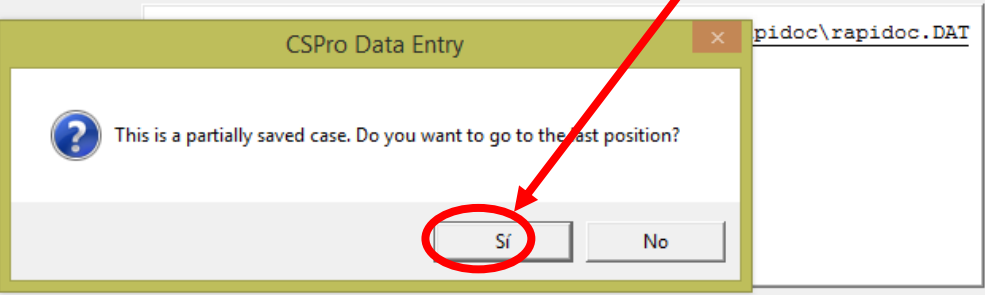 pidoc\rapidoc.DAT
CSPro Data Entry
This is a partially saved case. Do you want to go to the last position?
Sí
No